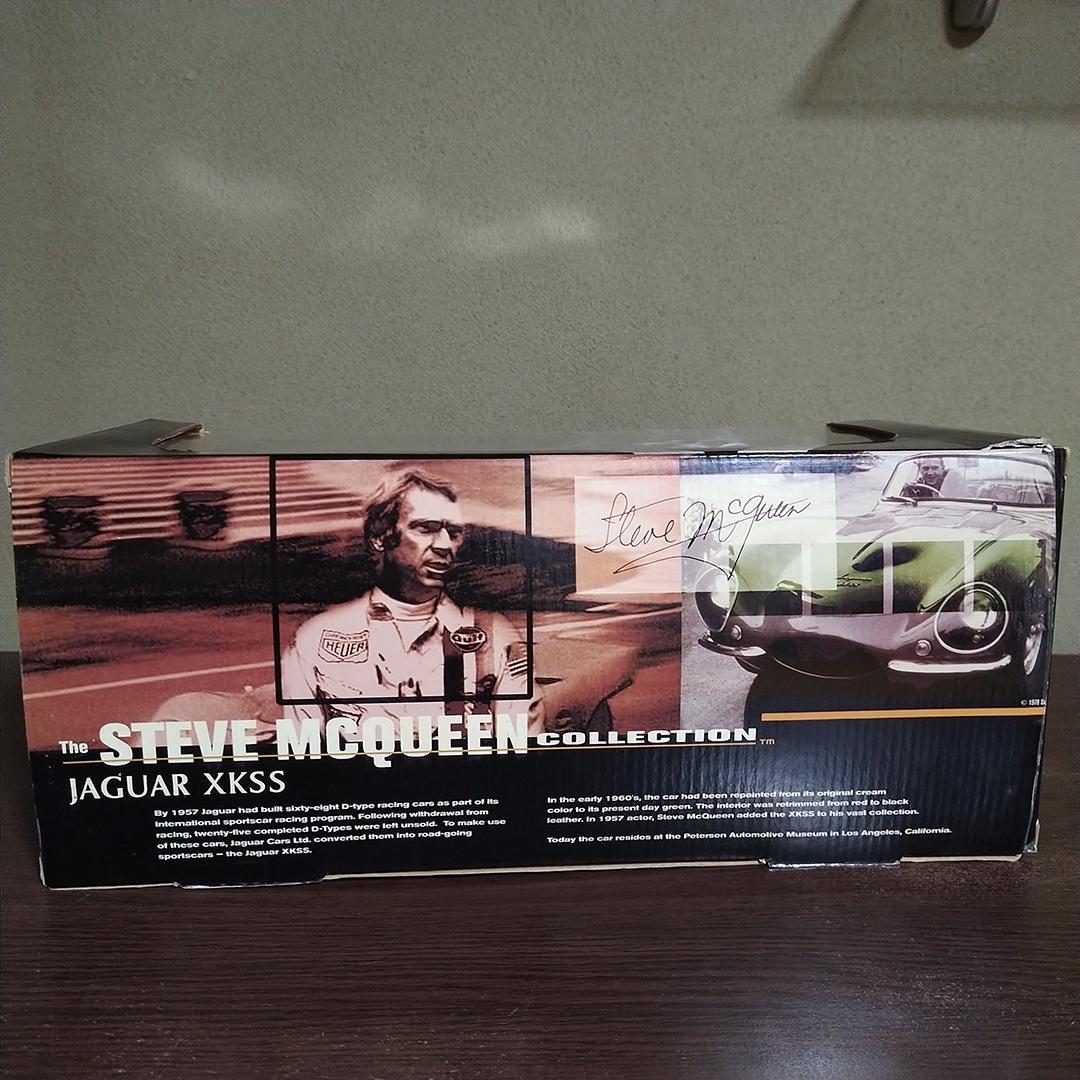 Steve McQueen
CHRONOGRAPH
HEUER
Gulf
© 1978
The STEVE MCQUEEN COLLECTION™
JAGUAR XKSS
By 1957 Jaguar had built sixty-eight D-type racing cars as part of its
international sportscar racing program. Following withdrawal from
racing, twenty-five completed D-Types were left unsold. To make use
of these cars, Jaguar Cars Ltd. converted them into road-going
sportscars – the Jaguar XKSS.
In the early 1960's, the car had been repainted from its original cream
color to its present day green. The interior was retrimmed from red to black
leather. In 1957 actor, Steve McQueen added the XKSS to his vast collection.
Today the car resides at the Petersen Automotive Museum in Los Angeles, California.